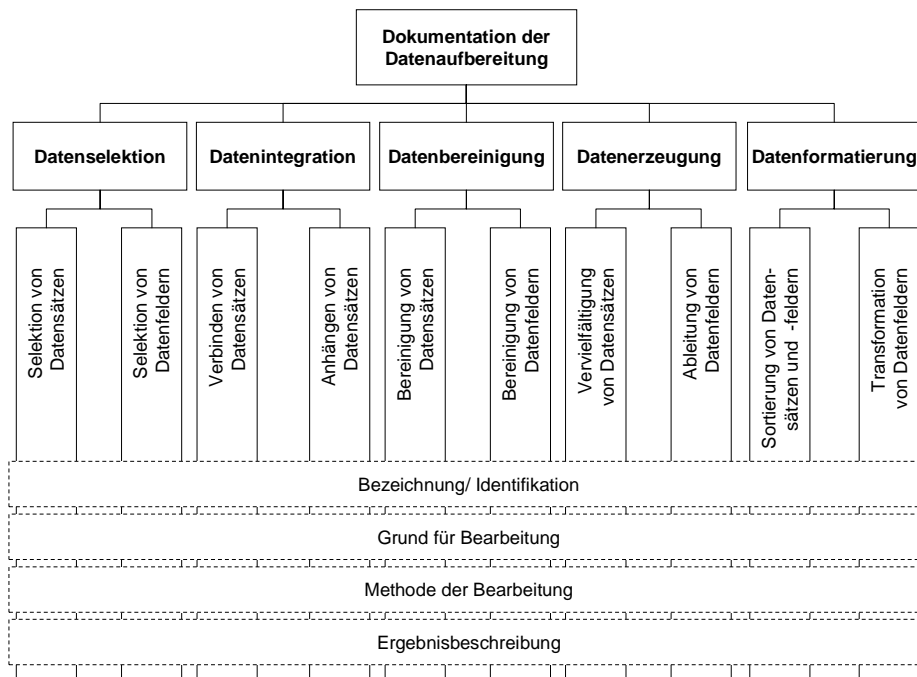 Dokumentation der
Datenaufbereitung
Datenselektion
Datenintegration
Datenbereinigung
Datenerzeugung
Datenformatierung
Selektion von
Datensätzen
Selektion von
Datenfeldern
Verbinden von
Datensätzen
Anhängen von
Datensätzen
Bereinigung von
Datensätzen
Bereinigung von
Datenfeldern
Vervielfältigung
von Datensätzen
Ableitung von
Datenfeldern
Sortierung von Daten-
sätzen und -feldern
Transformation
von Datenfeldern
Bezeichnung/ Identifikation
Grund für Bearbeitung
Methode der Bearbeitung
Ergebnisbeschreibung